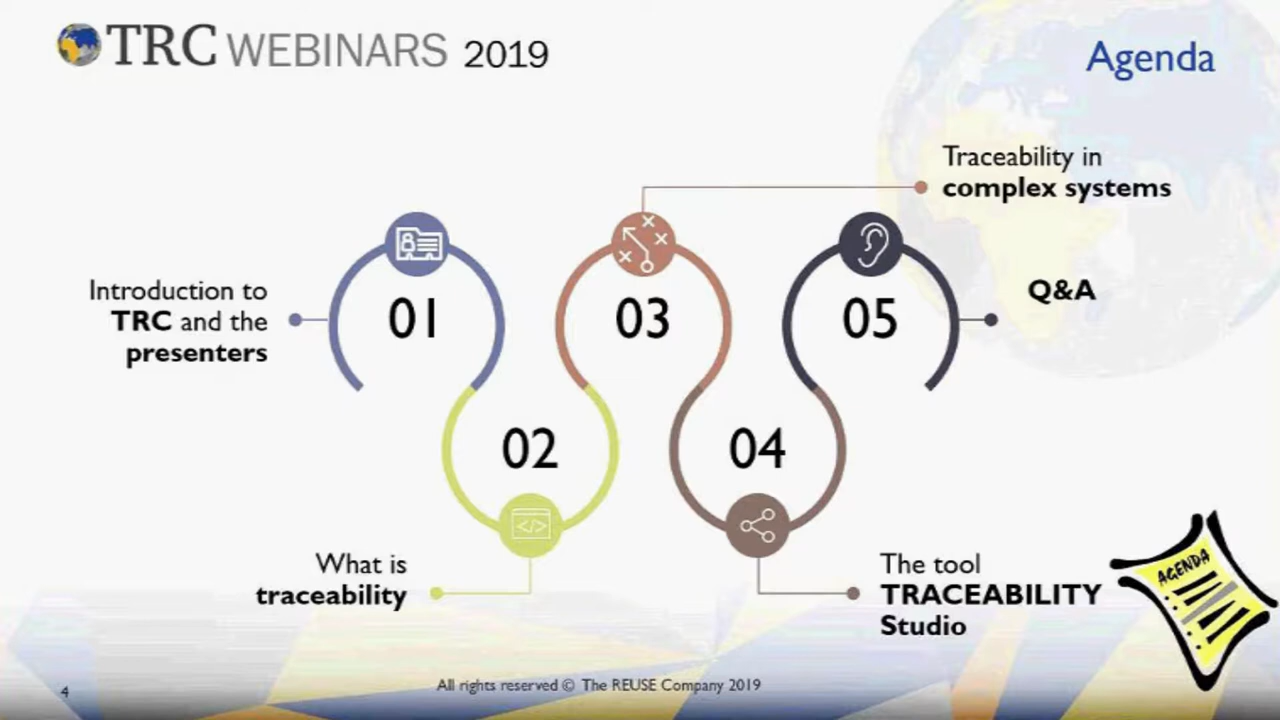 TRC WEBINARS 2019
Agenda
01
Introduction to
TRC and the
presenters
02
What is
traceability
03
Traceability in
complex systems
04
The tool
TRACEABILITY
Studio
05
Q&A
AGENDA
</>
4
All rights reserved © The REUSE Company 2019